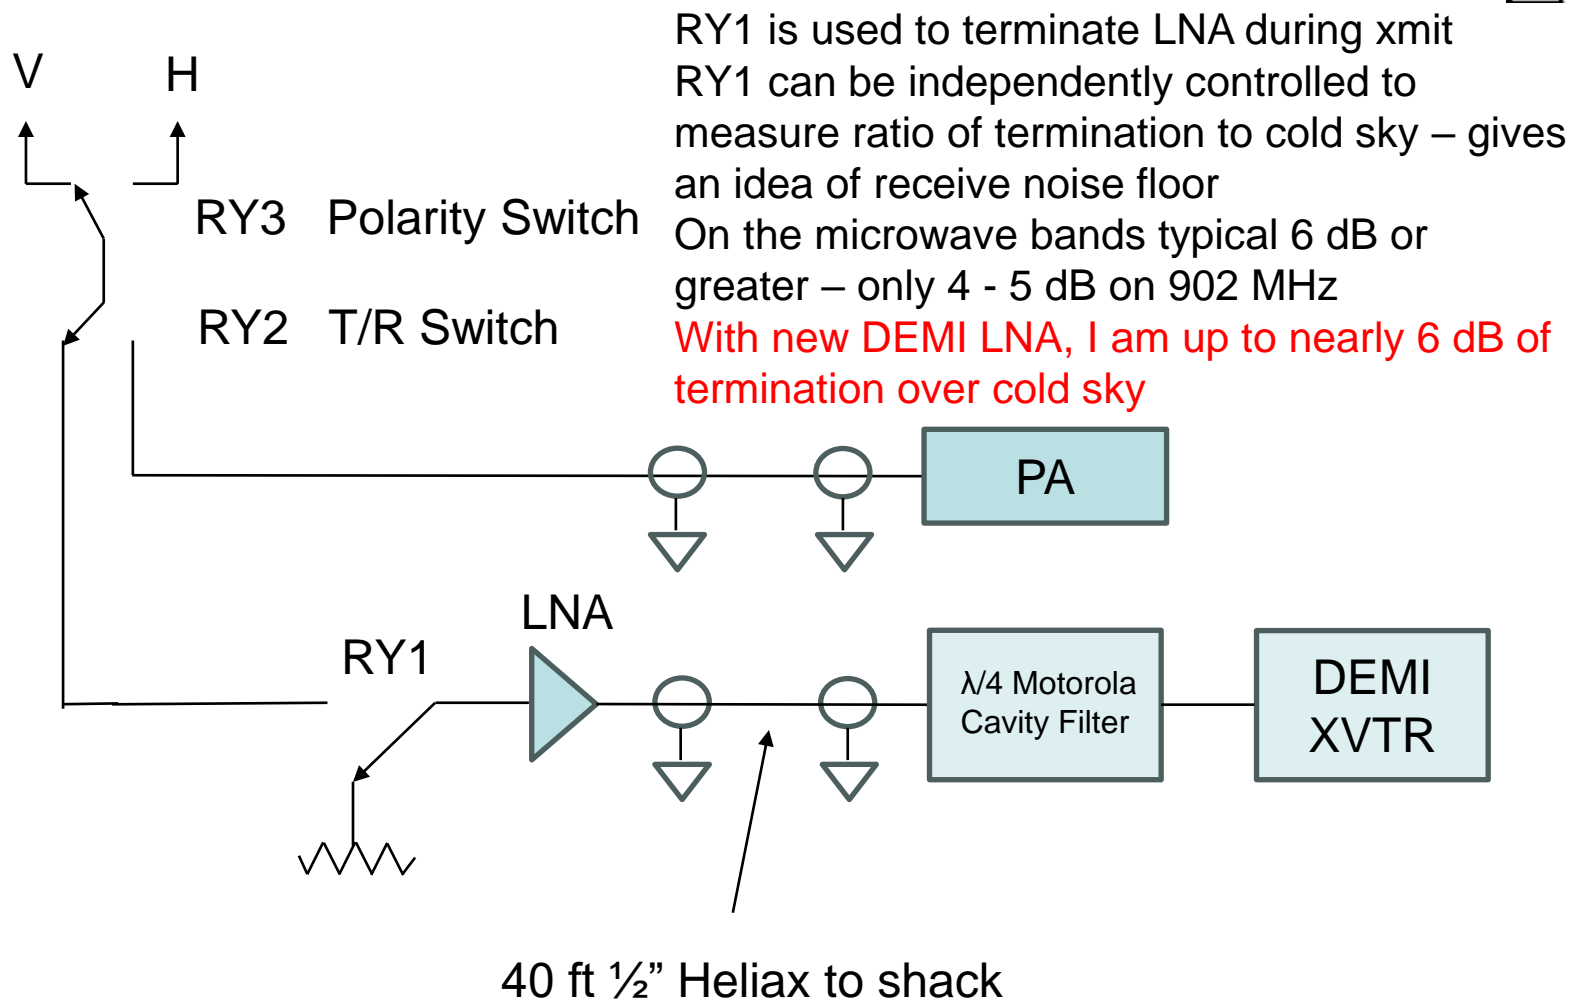 RY1 is used to terminate LNA during xmit
RY1 can be independently controlled to
measure ratio of termination to cold sky – gives
an idea of receive noise floor
On the microwave bands typical 6 dB or
greater – only 4 - 5 dB on 902 MHz
With new DEMI LNA, I am up to nearly 6 dB of
termination over cold sky
V
H
RY3 Polarity Switch
RY2 T/R Switch
PA
LNA
RY1
λ/4 Motorola
Cavity Filter
DEMI
XVTR
40 ft ½” Heliax to shack